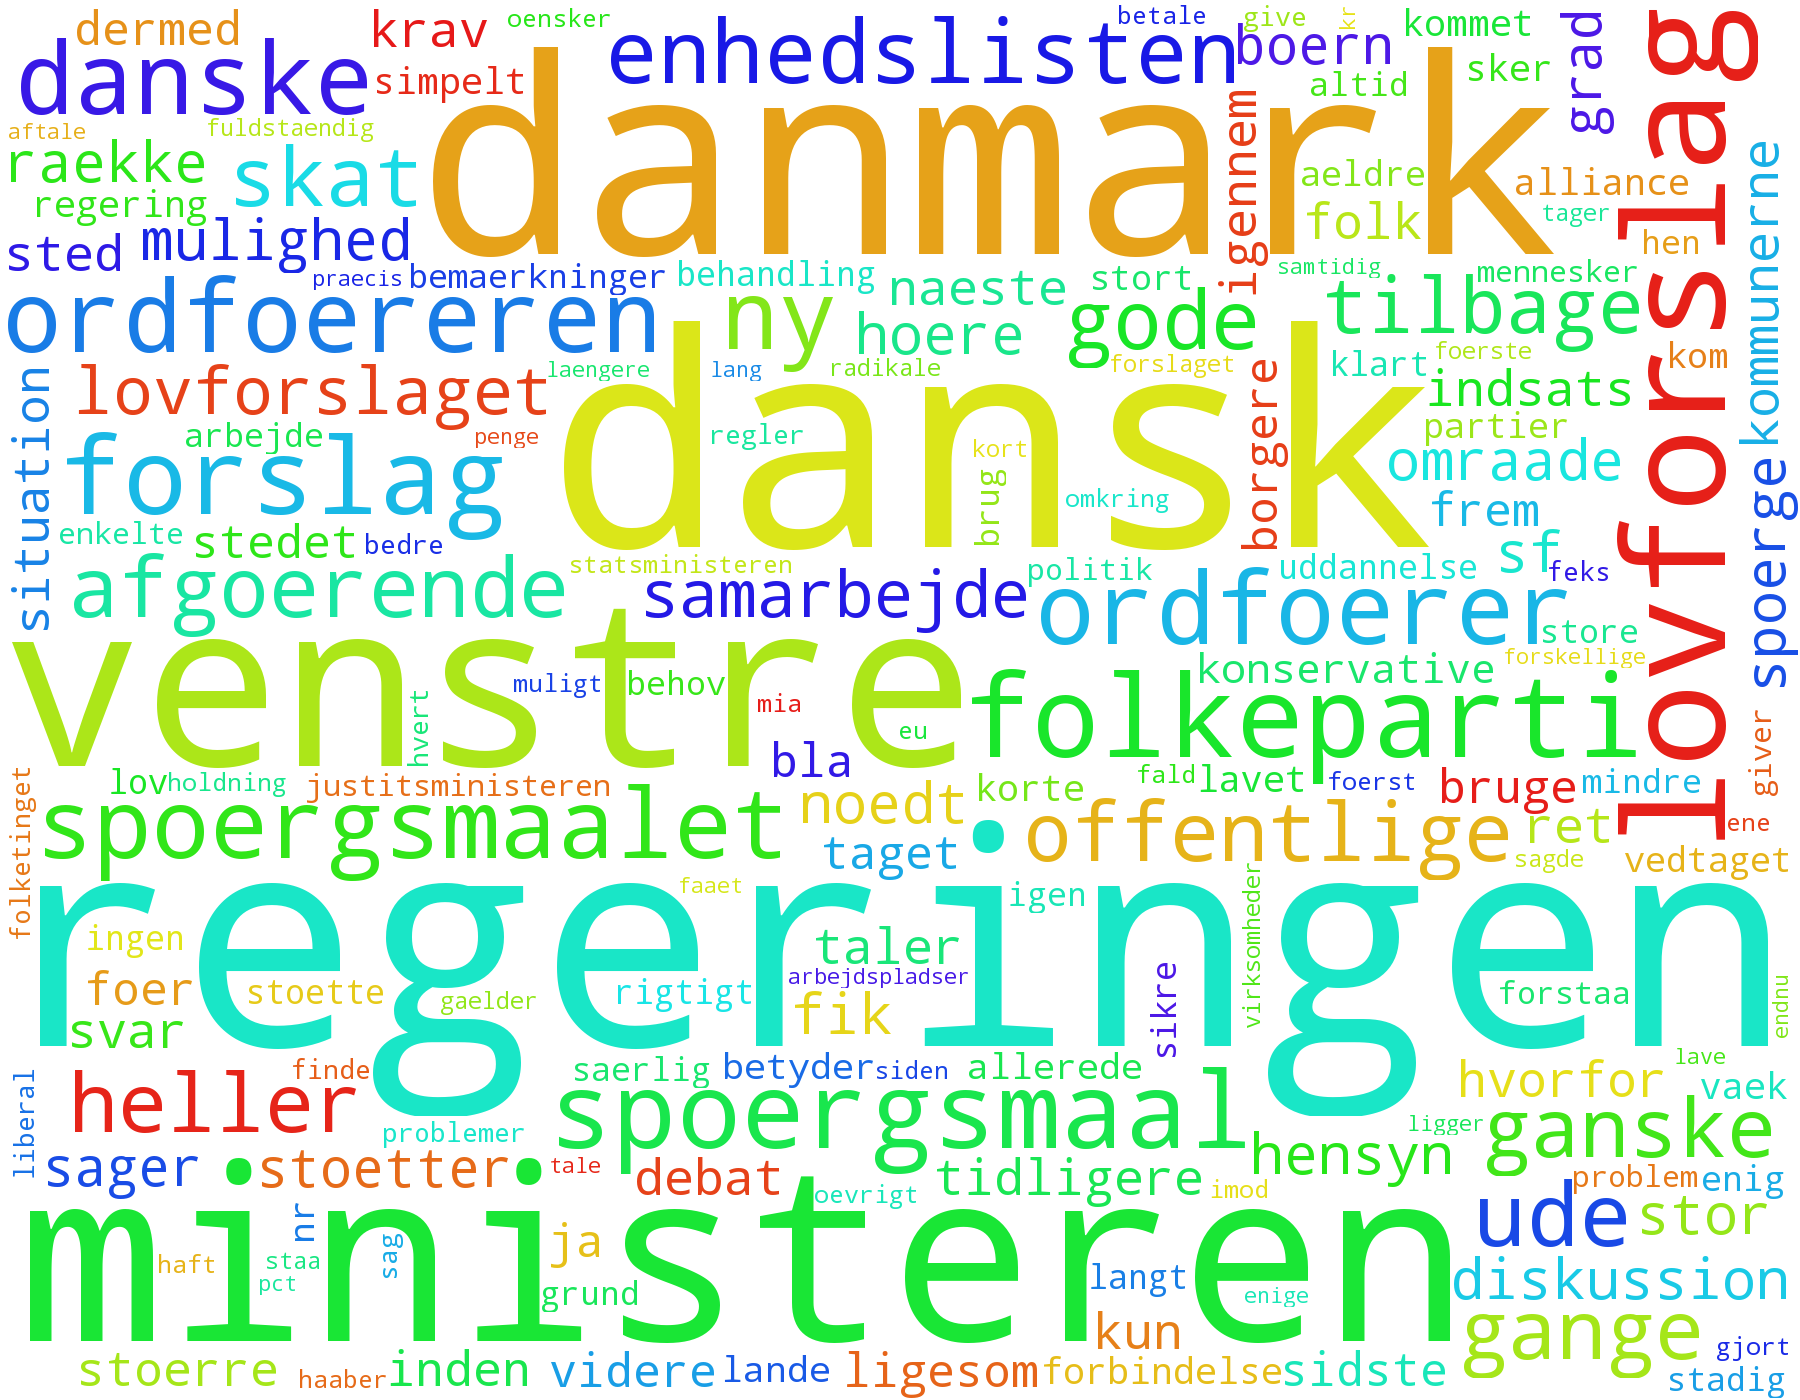 oensker
betale
give
kr
kommet
dermed
krav
enhedslisten
boern
grad
lovforslag
danske
simpelt
danmark
altid
sker
aftale
fuldstaendig
igennem
raekke
skat
aeldre
alliance
kommunerne
regering
folk
tager
sted
mulighed
hen
praecis
bemaerkninger
behandling
naeste
stort
samtidig
mennesker
ordfoereren
ny
hoere
gode
tilbage
lovforslaget
laengere
lang
radikale
forslaget
klart
foerste
kom
situation
dansk
borgere
indsats
arbejde
penge
regler
kort
partier
forslag
brug
omkring
omraade
spoerge
enkelte
stedet
bedre
frem
statsministeren
politik
uddannelse
sf
feks
afgoerende
samarbejde
ordfoerer
store
venstre
konservative
forskellige
hvert
muligt
behov
mia
folkeparti
eu
giver
bla
lov
holdning
justitsministeren
korte
fald
lavet
foerst
bruge
mindre
folketinget
spoergsmaalet
noedt
offentlige
ret
ene
taget
sagde
vedtaget
regeringen
faaet
igen
virksomheder
ingen
taler
foer
stoette
gaelder
rigtigt
arbejdspladser
sikre
forstaa
endnu
svar
fik
liberal
finde
saerlig
betyder
siden
allerede
lave
hvorfor
vaek
heller
problemer
spoergsmaal
ligger
ganske
sager
stoetter
tale
debat
tidligere
hensyn
problem
enig
oevrigt
imod
ministeren
nr
ude
stor
haft
staa
sag
ja
pct
grund
langt
enige
diskussion
kun
gange
gjort
stoerre
haaber
inden
videre
lande
ligesom
forbindelse
sidste
stadig